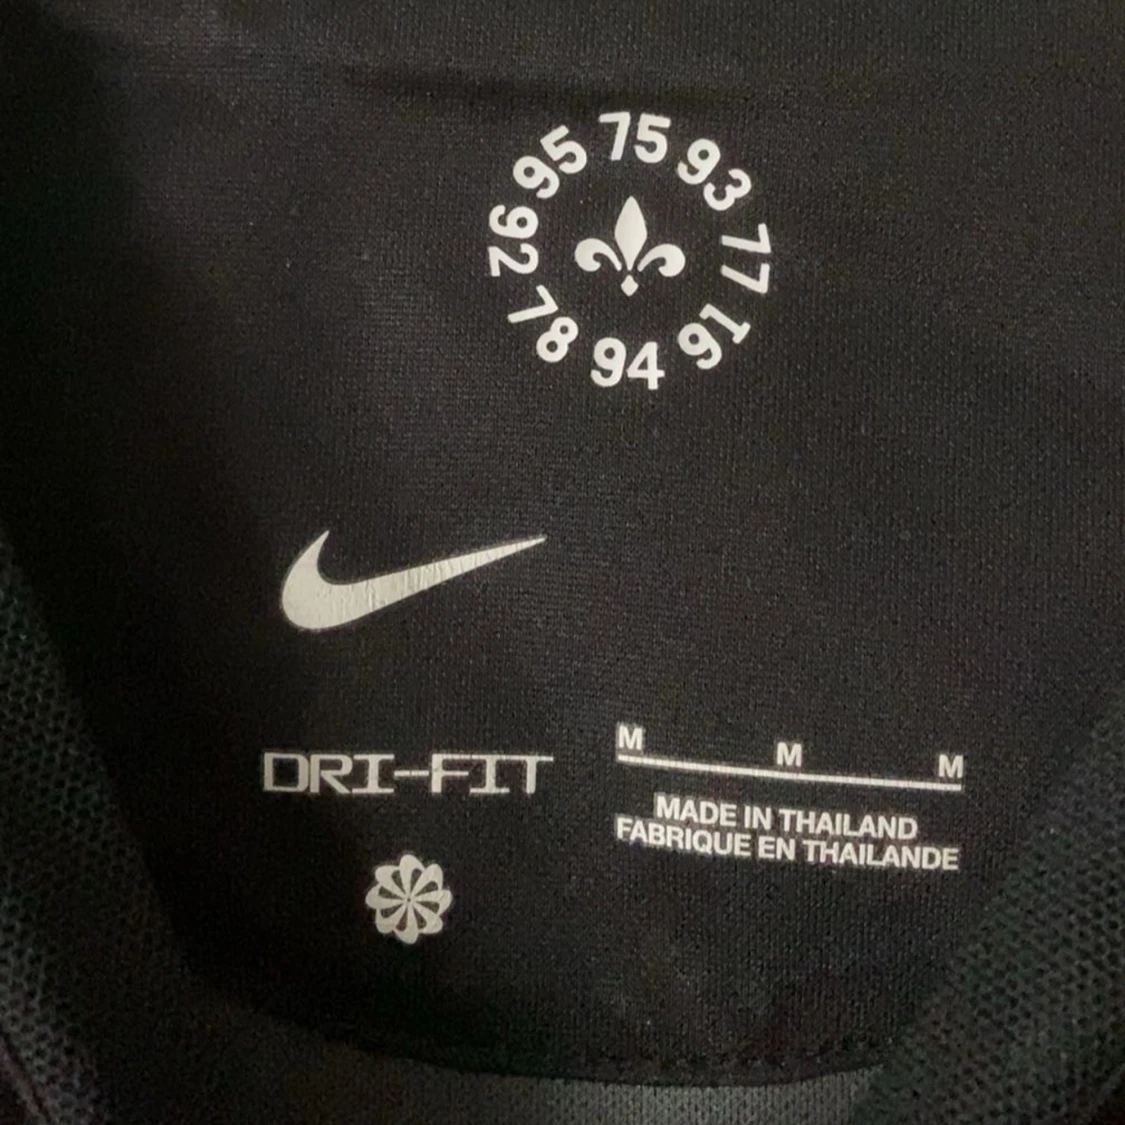 75 93 77 91 94 78 92 95
DRI-FIT
M M M
MADE IN THAILAND
FABRIQUE EN THAILANDE